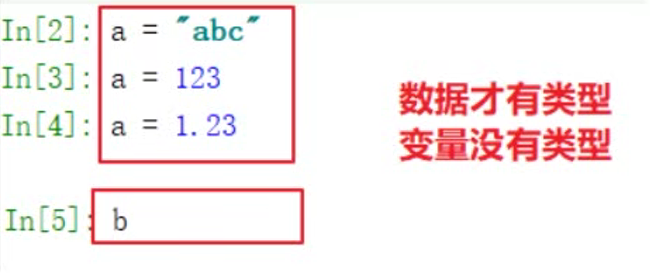 In[2]: a = "abc"
In[3]: a = 123
In[4]: a = 1.23
数据才有类型
变量没有类型
In[5]: b